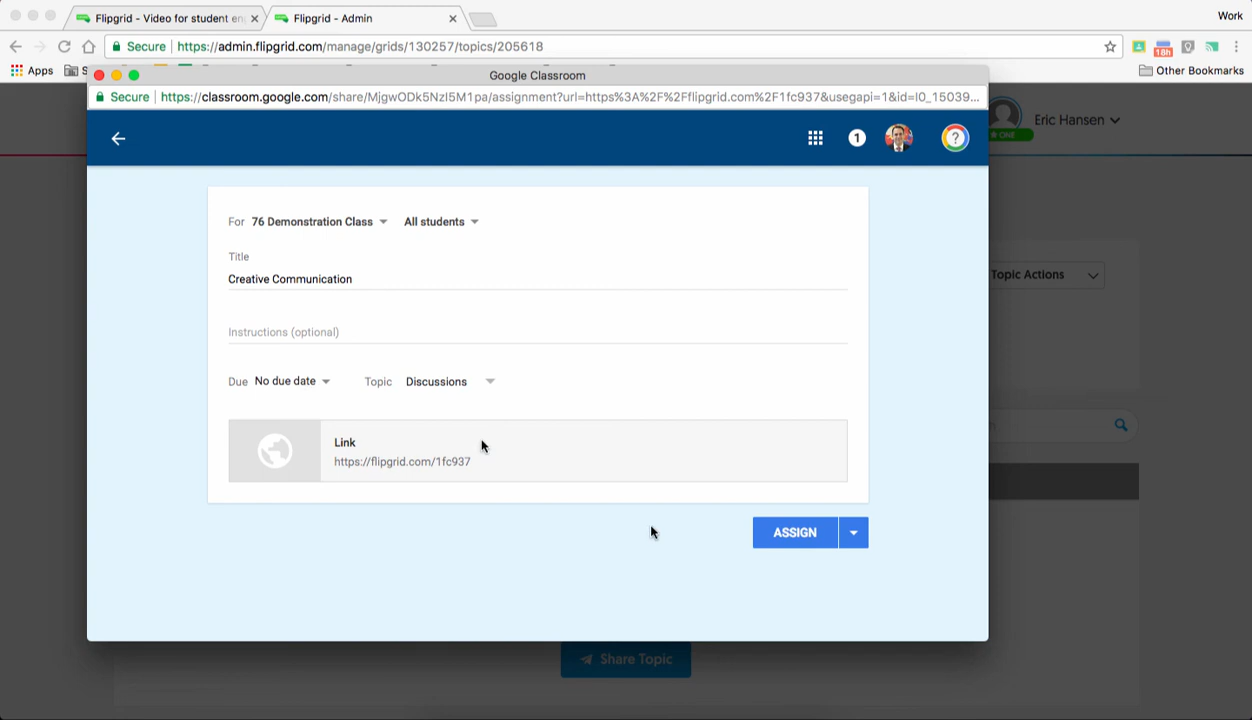 Flipgrid - Video for student en
Flipgrid - Admin
Work
Secure
https://admin.flipgrid.com/manage/grids/130257/topics/205618
18h
Apps
S
Other Bookmarks
Google Classroom
Secure
https://classroom.google.com/share/MjgwODk5NzI5M1pa/assignment?url=https%3A%2F%2Fflipgrid.com%2F1fc937&usegapi=1&id=I0_15039...
Eric Hansen
ONE
1
?
For 76 Demonstration Class All students
Title
Creative Communication
Topic Actions
Instructions (optional)
Due No due date Topic Discussions
Link
https://flipgrid.com/1fc937
ASSIGN
Share Topic